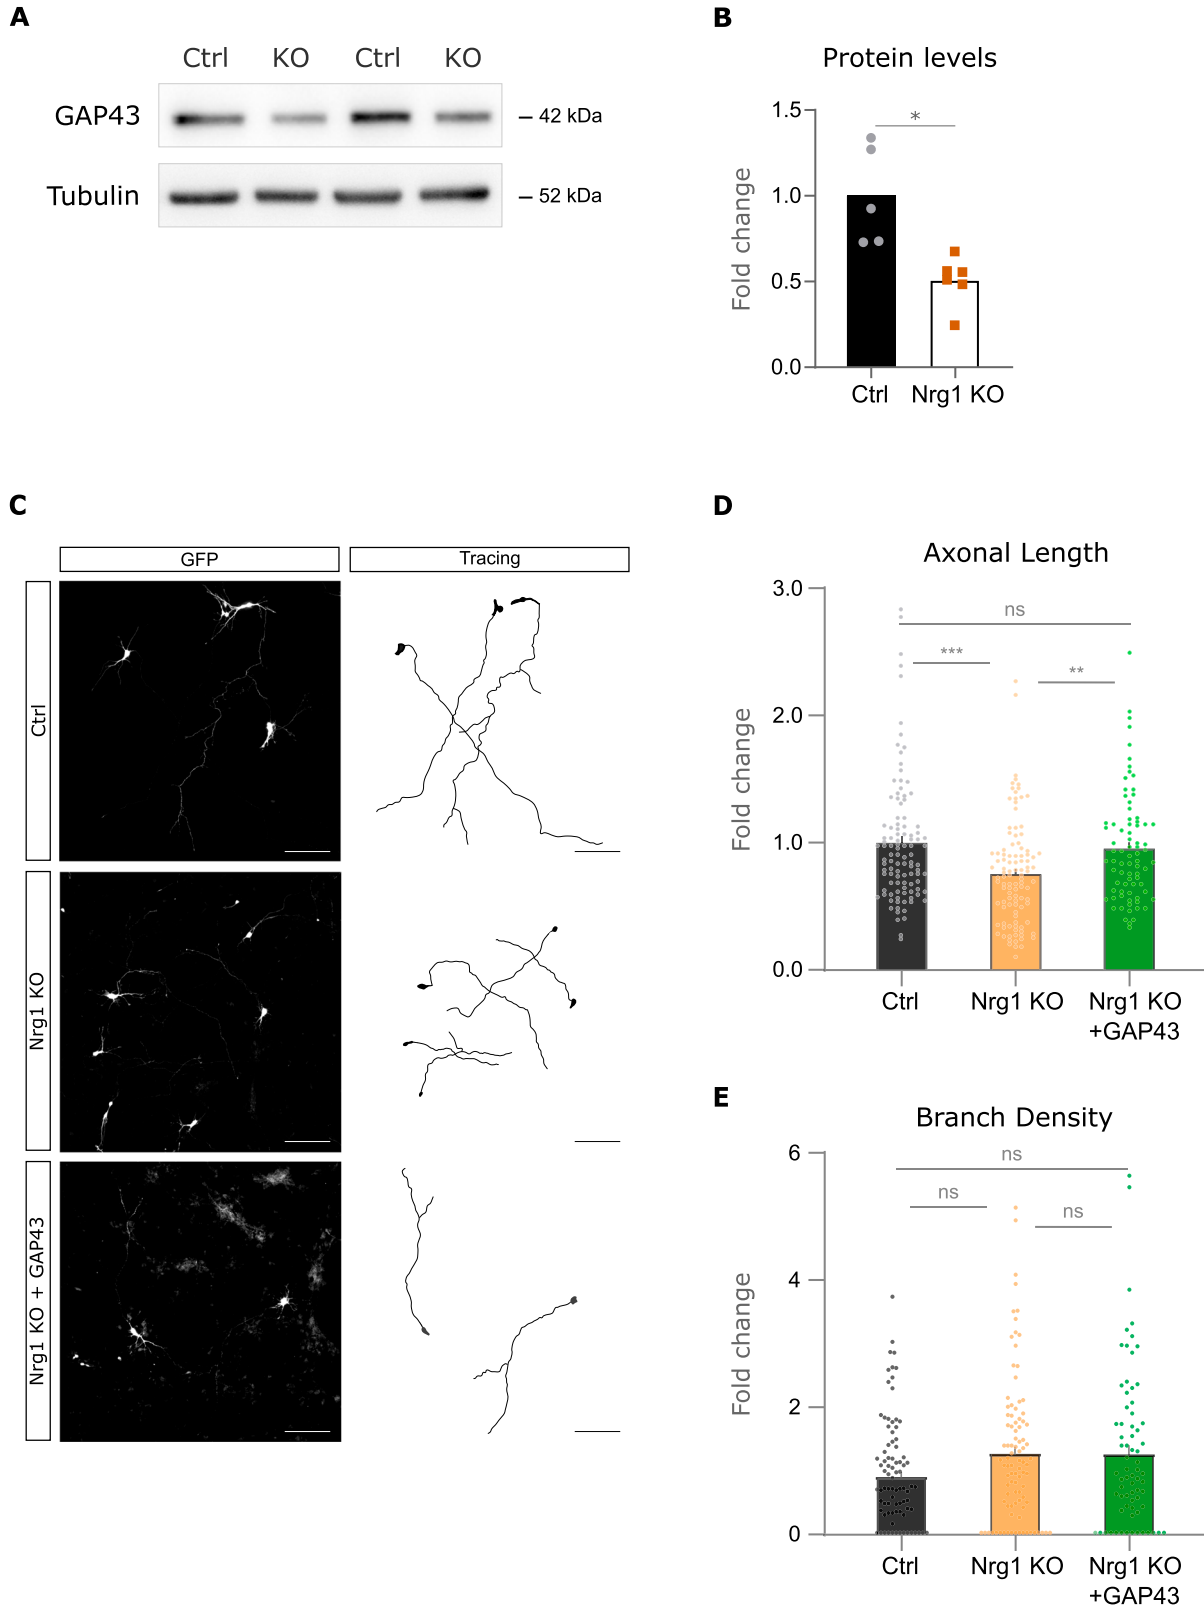 A
Ctrl KO Ctrl KO
GAP43
42 kDa
Tubulin
52 kDa
B
Protein levels
Fold change
1.5
1.0
0.5
0.0
*
Ctrl
Nrg1 KO
C
GFP
Tracing
Ctrl
Nrg1 KO
Nrg1 KO + GAP43
D
Axonal Length
Fold change
3.0
2.0
1.0
0.0
ns
***
**
Ctrl
Nrg1 KO
Nrg1 KO
+GAP43
E
Branch Density
Fold change
6
4
2
0
ns
ns
ns
Ctrl
Nrg1 KO
Nrg1 KO
+GAP43